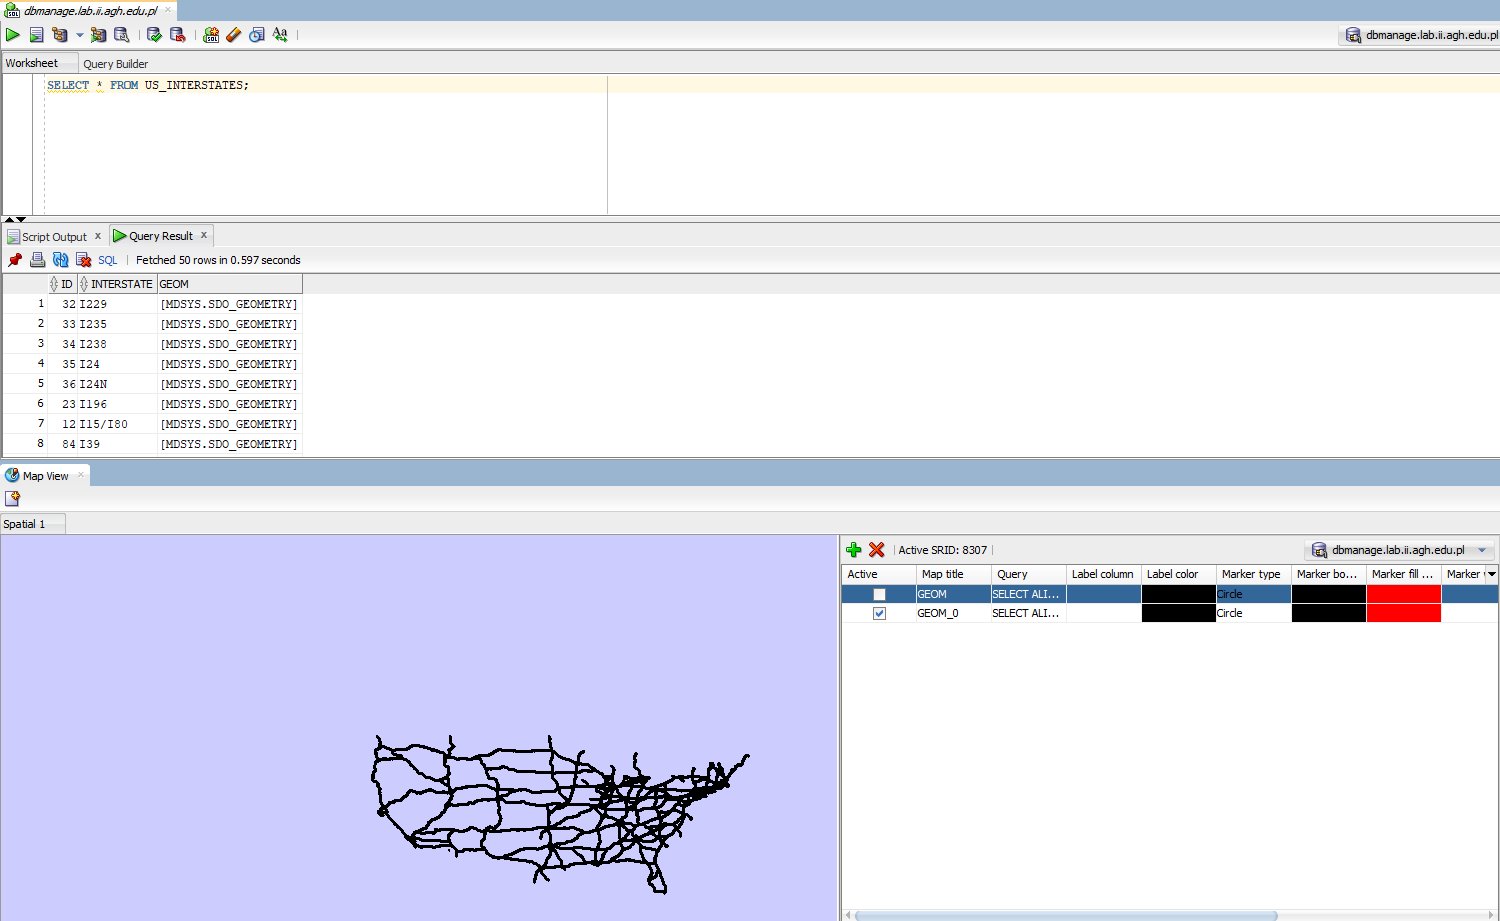 dbmanage.lab.ii.agh.edu.pl
dbmanage.lab.ii.agh.edu.pl
Worksheet Query Builder
SELECT * FROM US_INTERSTATES;
Script Output x Query Result x
SQL Fetched 50 rows in 0.597 seconds
ID INTERSTATE GEOM
1 32 I229 [MDSYS.SDO_GEOMETRY]
2 33 I235 [MDSYS.SDO_GEOMETRY]
3 34 I238 [MDSYS.SDO_GEOMETRY]
4 35 I24 [MDSYS.SDO_GEOMETRY]
5 36 I24N [MDSYS.SDO_GEOMETRY]
6 23 I196 [MDSYS.SDO_GEOMETRY]
7 12 I15/I80 [MDSYS.SDO_GEOMETRY]
8 84 I39 [MDSYS.SDO_GEOMETRY]
Map View
Spatial 1
Active SRID: 8307 dbmanage.lab.ii.agh.edu.pl
Active Map title Query Label column Label color Marker type Marker bo... Marker fill ... Marker
GEOM SELECT ALI... Circle
GEOM_0 SELECT ALI... Circle